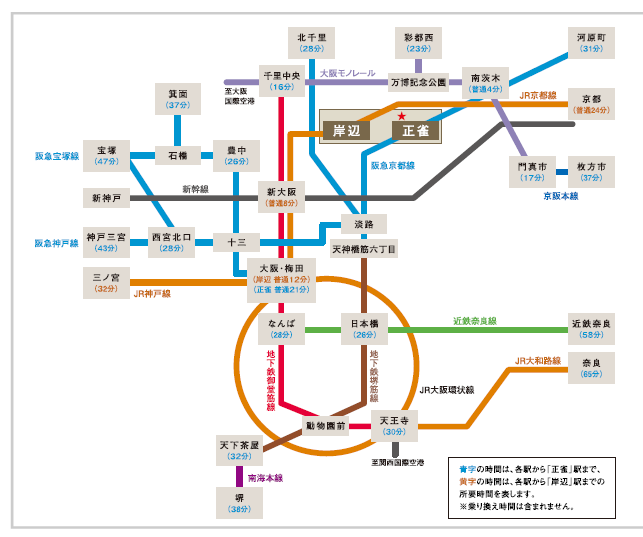 北千里
(28分)
彩都西
(23分)
河原町
(31分)
千里中央
(16分)
大阪モノレール
万博記念公園
南茨木
(普通4分)
至大阪
国際空港
JR京都線
京都
(普通24分)
箕面
(37分)
★
岸辺
正雀
阪急宝塚線
宝塚
(47分)
石橋
豊中
(26分)
阪急京都線
門真市
(17分)
枚方市
(37分)
京阪本線
新神戸
新幹線
新大阪
(普通8分)
淡路
阪急神戸線
神戸三宮
(43分)
西宮北口
(28分)
十三
天神橋筋六丁目
三ノ宮
(32分)
JR神戸線
大阪・梅田
(岸辺 普通12分)
(正雀 普通21分)
なんば
(28分)
日本橋
(26分)
近鉄奈良線
近鉄奈良
(58分)
地下鉄御堂筋線
地下鉄堺筋線
JR大和路線
奈良
(65分)
JR大阪環状線
動物園前
天王寺
(30分)
天下茶屋
(32分)
至関西国際空港
南海本線
堺
(38分)
青字の時間は、各駅から「正雀」駅まで、
黄字の時間は、各駅から「岸辺」駅までの
所要時間を表します。
※乗り換え時間は含まれません。